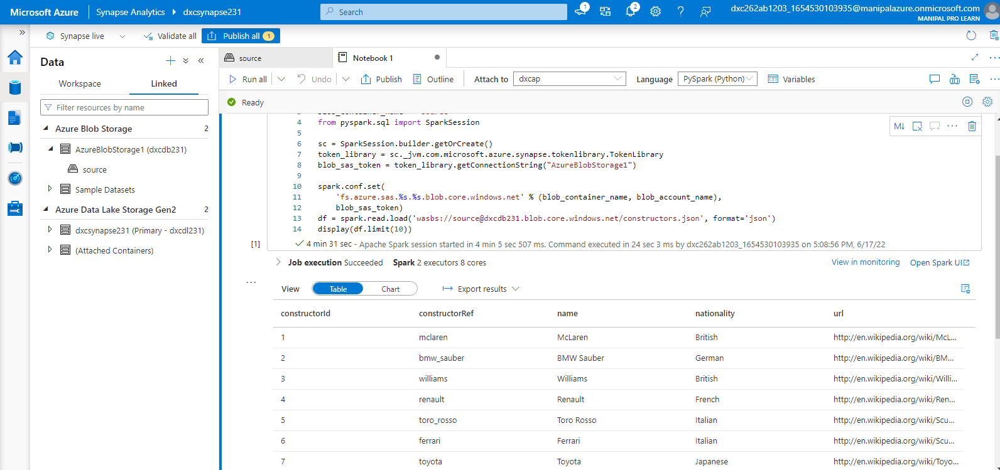 Microsoft Azure
Synapse Analytics
dxcsynapse231
Search
1
2
dxc262ab1203_1654530103935@manipalazure.onmicrosoft.com
MANIPAL PRO LEARN
Synapse live
Validate all
Publish all 1
Data
Workspace
Linked
Filter resources by name
Azure Blob Storage 2
AzureBlobStorage1 (dxcdb231)
source
Sample Datasets
Azure Data Lake Storage Gen2 2
dxcsynapse231 (Primary - dxcdl231)
(Attached Containers)
source
Notebook 1
Run all
Undo
Publish
Outline
Attach to
dxcap
Language
PySpark (Python)
Variables
Ready
4 from pyspark.sql import SparkSession
5
6 sc = SparkSession.builder.getOrCreate()
7 token_library = sc._jvm.com.microsoft.azure.synapse.tokenlibrary.TokenLibrary
8 blob_sas_token = token_library.getConnectionString("AzureBlobStorage1")
9
10 spark.conf.set(
11 'fs.azure.sas.%s.%s.blob.core.windows.net' % (blob_container_name, blob_account_name),
12 blob_sas_token)
13 df = spark.read.load('wasbs://source@dxcdb231.blob.core.windows.net/constructors.json', format='json')
14 display(df.limit(10))
M↓
[1]
4 min 31 sec - Apache Spark session started in 4 min 5 sec 507 ms. Command executed in 24 sec 3 ms by dxc262ab1203_1654530103935 on 5:08:56 PM, 6/17/22
Job execution Succeeded Spark 2 executors 8 cores
View in monitoring
Open Spark UI
View
Table
Chart
Export results
constructorId constructorRef name nationality url
1 mclaren McLaren British http://en.wikipedia.org/wiki/McL...
2 bmw_sauber BMW Sauber German http://en.wikipedia.org/wiki/BM...
3 williams Williams British http://en.wikipedia.org/wiki/Willi...
4 renault Renault French http://en.wikipedia.org/wiki/Ren...
5 toro_rosso Toro Rosso Italian http://en.wikipedia.org/wiki/Scu...
6 ferrari Ferrari Italian http://en.wikipedia.org/wiki/Scu...
7 toyota Toyota Japanese http://en.wikipedia.org/wiki/Toyo...